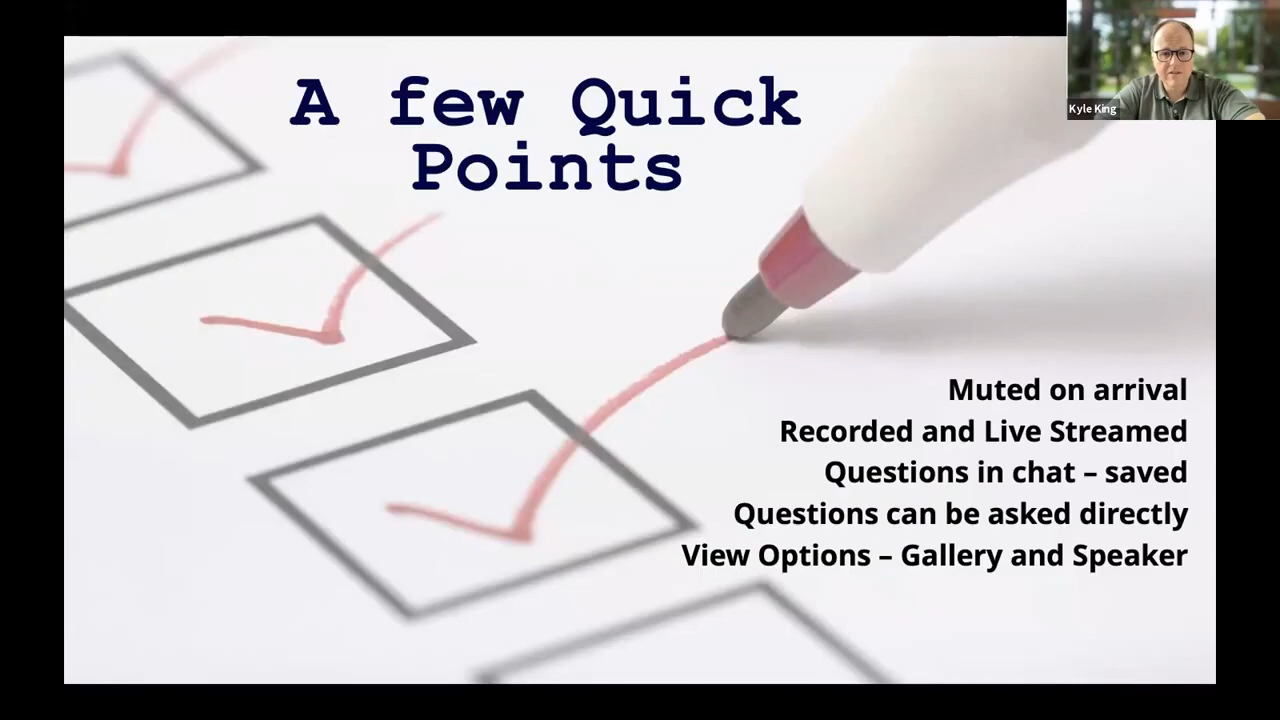 A few Quick
Points
Kyle King
Muted on arrival
Recorded and Live Streamed
Questions in chat – saved
Questions can be asked directly
View Options – Gallery and Speaker